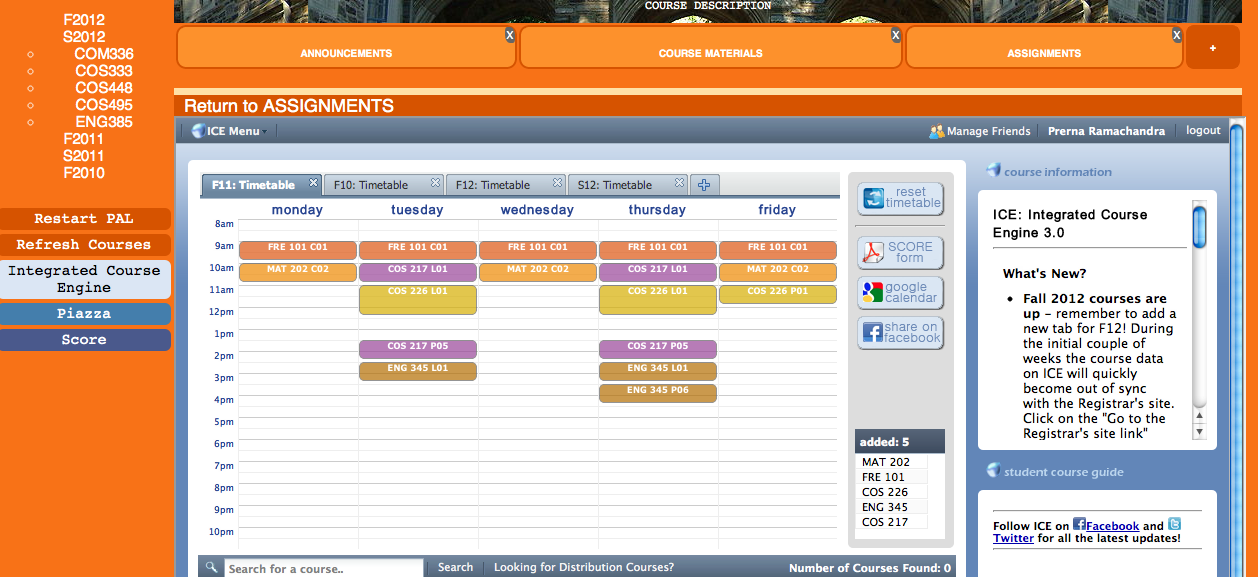 COURSE DESCRIPTION
F2012
S2012
COM336
COS333
COS448
COS495
ENG385
F2011
S2011
F2010
Restart PAL
Refresh Courses
Integrated Course
Engine
Piazza
Score
ANNOUNCEMENTS X
COURSE MATERIALS X
ASSIGNMENTS X
+
Return to ASSIGNMENTS
ICE Menu
Manage Friends Prerna Ramachandra logout
F11: Timetable F10: Timetable F12: Timetable S12: Timetable
monday tuesday wednesday thursday friday
8am
9am FRE 101 C01 FRE 101 C01 FRE 101 C01 FRE 101 C01 FRE 101 C01
10am MAT 202 C02 COS 217 L01 MAT 202 C02 COS 217 L01 MAT 202 C02
11am COS 226 L01 COS 226 L01 COS 226 P01
12pm
1pm
COS 217 P05 COS 217 P05
2pm
ENG 345 L01 ENG 345 L01
3pm
ENG 345 P06
4pm
5pm
6pm
7pm
8pm
9pm
10pm
reset
timetable
SCORE
form
google
calendar
share on
facebook
added: 5
MAT 202
FRE 101
COS 226
ENG 345
COS 217
Search for a course.. Search Looking for Distribution Courses? Number of Courses Found: 0
course information
ICE: Integrated Course
Engine 3.0
What's New?
• Fall 2012 courses are
up – remember to add a
new tab for F12! During
the initial couple of
weeks the course data
on ICE will quickly
become out of sync
with the Registrar's site.
Click on the "Go to the
Registrar's site link"
student course guide
Follow ICE on Facebook and
Twitter for all the latest updates!